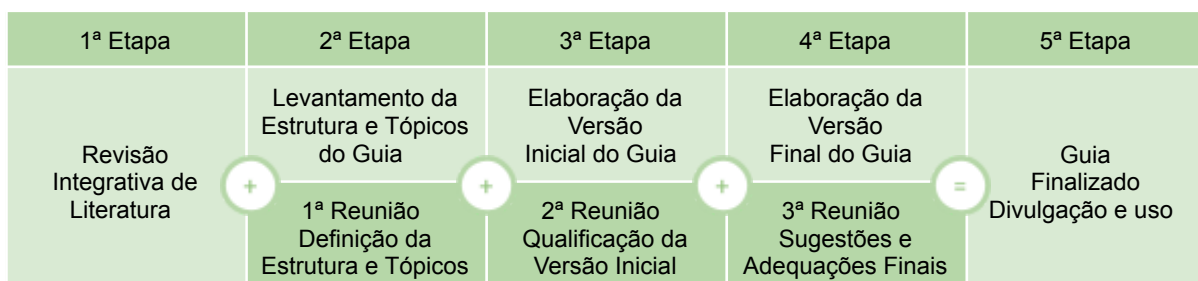 1ª Etapa
2ª Etapa
3ª Etapa
4ª Etapa
5ª Etapa
Revisão
Integrativa de
Literatura
+
Levantamento da
Estrutura e Tópicos
do Guia
1ª Reunião
Definição da
Estrutura e Tópicos
+
Elaboração da
Versão
Inicial do Guia
2ª Reunião
Qualificação da
Versão Inicial
+
Elaboração da
Versão
Final do Guia
3ª Reunião
Sugestões e
Adequações Finais
=
Guia
Finalizado
Divulgação e uso